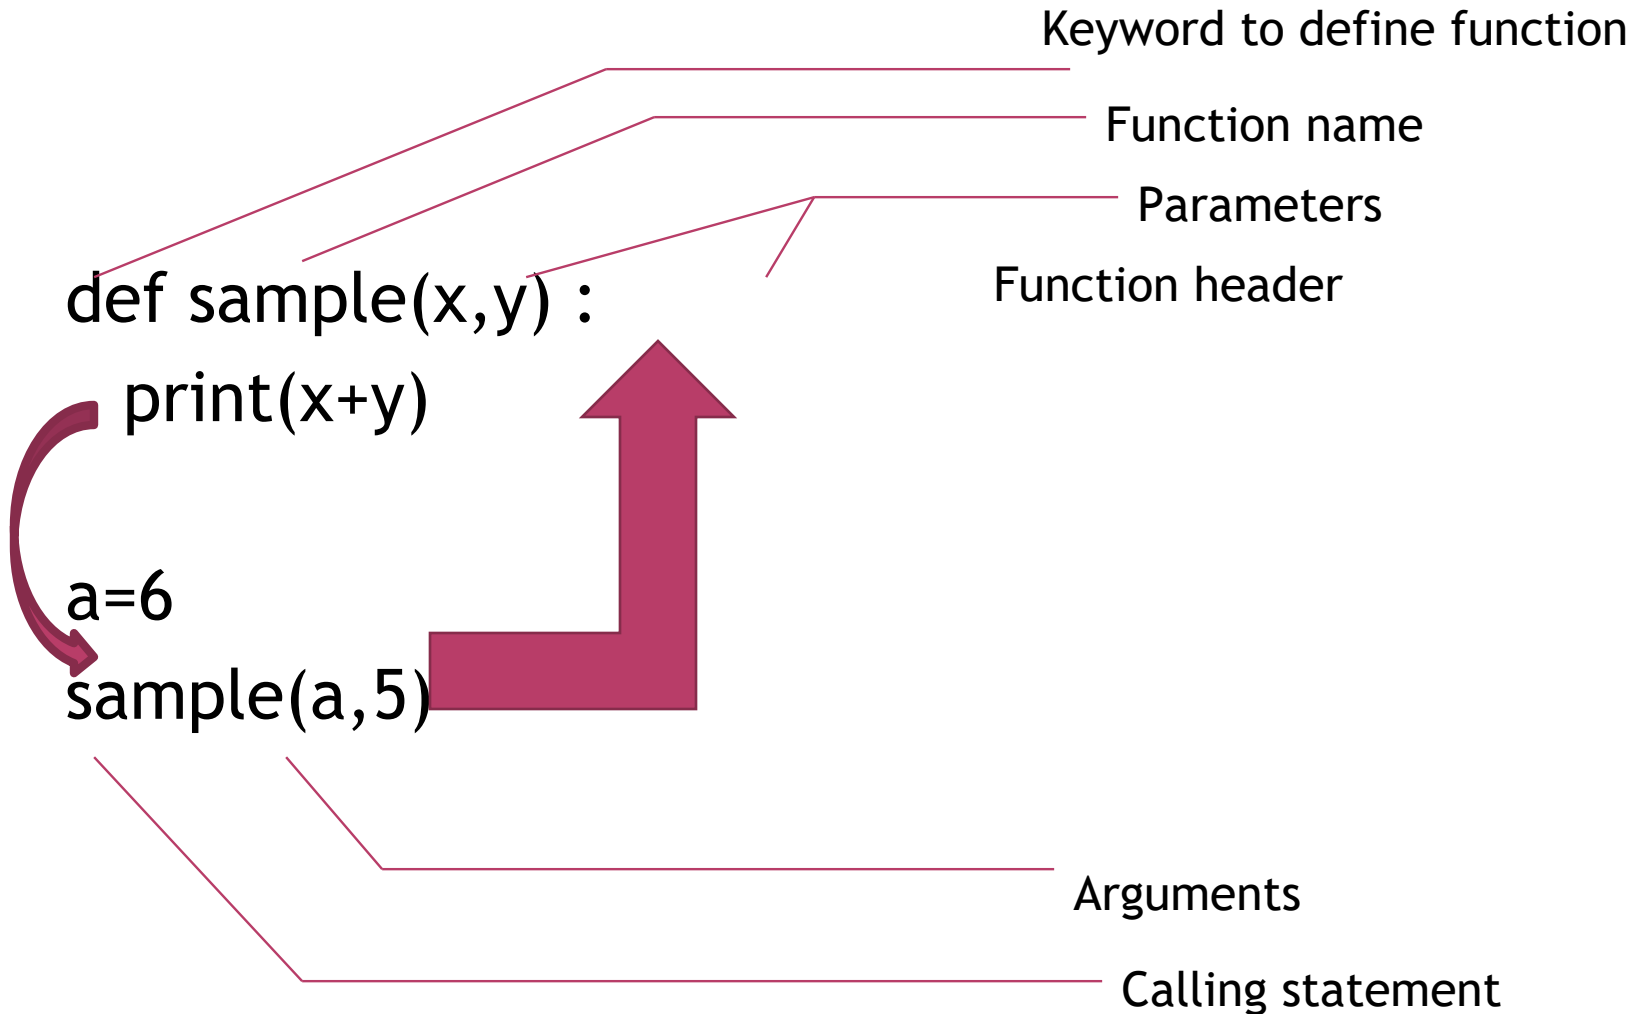 Keyword to define function
Function name
Parameters
def sample(x,y) :
Function header
print(x+y)
a=6
sample(a,5)
Arguments
Calling statement